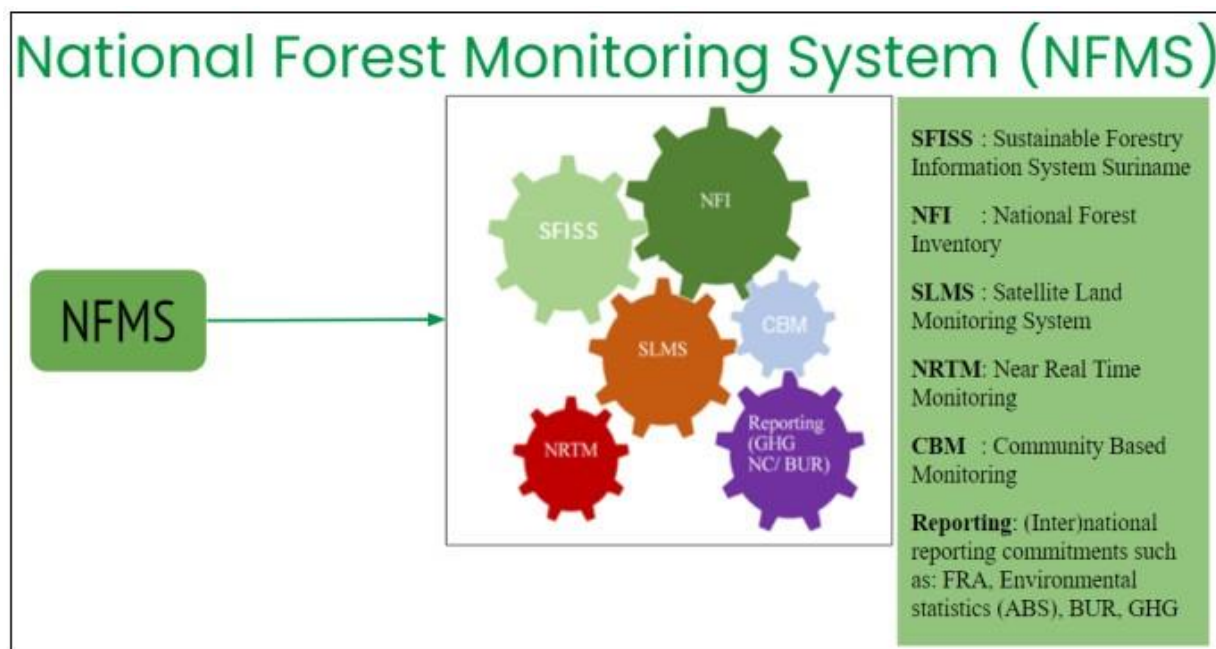 National Forest Monitoring System (NFMS)
NFMS
SFISS
NFI
CBM
SLMS
NRTM
Reporting
(GHG
NC/ BUR)
SFISS : Sustainable Forestry
Information System Suriname
NFI : National Forest
Inventory
SLMS : Satellite Land
Monitoring System
NRTM: Near Real Time
Monitoring
CBM : Community Based
Monitoring
Reporting: (Inter)national
reporting commitments such
as: FRA, Environmental
statistics (ABS), BUR, GHG